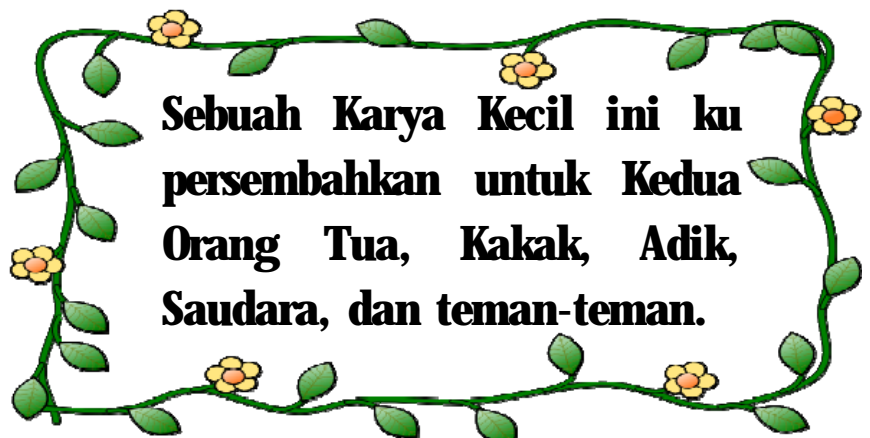 Sebuah Karya Kecil ini ku
persembahkan untuk Kedua
Orang Tua, Kakak, Adik,
Saudara, dan teman-teman.